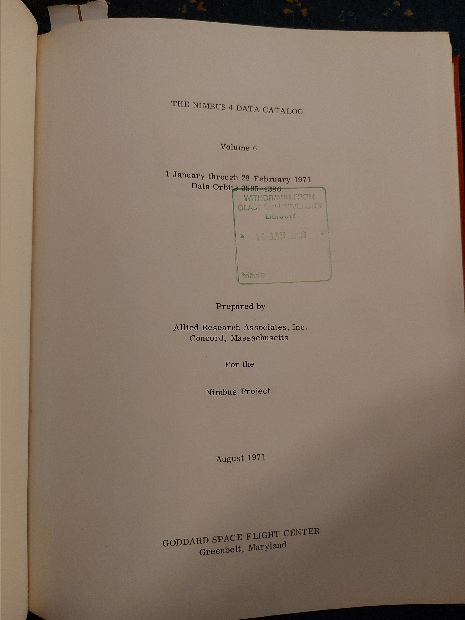 THE NIMBUS 4 DATA CATALOG
Volume 6
1 January through 28 February 1971
Data Orbits
WITHDRAWN FROM
LIBRARY
Prepared by
Allied Research Associates, Inc.
Concord, Massachusetts
For the
Nimbus Project
August 1971
GODDARD SPACE FLIGHT CENTER
Greenbelt, Maryland